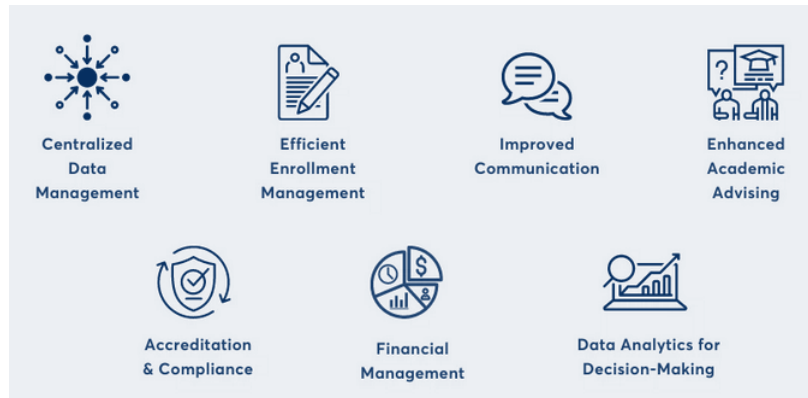 Centralized
Data
Management
Efficient
Enrollment
Management
Improved
Communication
?
Enhanced
Academic
Advising
Accreditation
& Compliance
$
Financial
Management
Data Analytics for
Decision-Making